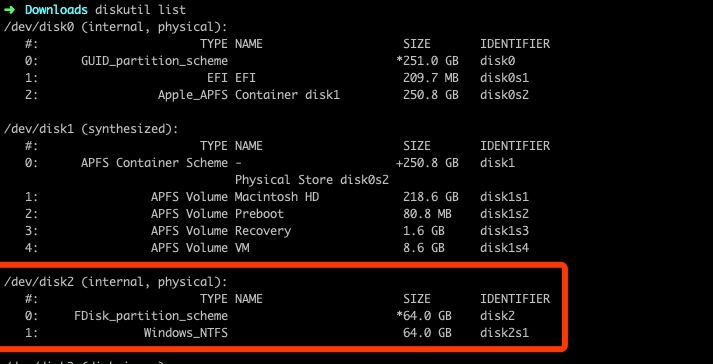 ➜ Downloads diskutil list
/dev/disk0 (internal, physical):
#: TYPE NAME SIZE IDENTIFIER
0: GUID_partition_scheme *251.0 GB disk0
1: EFI EFI 209.7 MB disk0s1
2: Apple_APFS Container disk1 250.8 GB disk0s2
/dev/disk1 (synthesized):
#: TYPE NAME SIZE IDENTIFIER
0: APFS Container Scheme - +250.8 GB disk1
Physical Store disk0s2
1: APFS Volume Macintosh HD 218.6 GB disk1s1
2: APFS Volume Preboot 80.8 MB disk1s2
3: APFS Volume Recovery 1.6 GB disk1s3
4: APFS Volume VM 8.6 GB disk1s4
/dev/disk2 (internal, physical):
#: TYPE NAME SIZE IDENTIFIER
0: FDisk_partition_scheme *64.0 GB disk2
1: Windows_NTFS 64.0 GB disk2s1